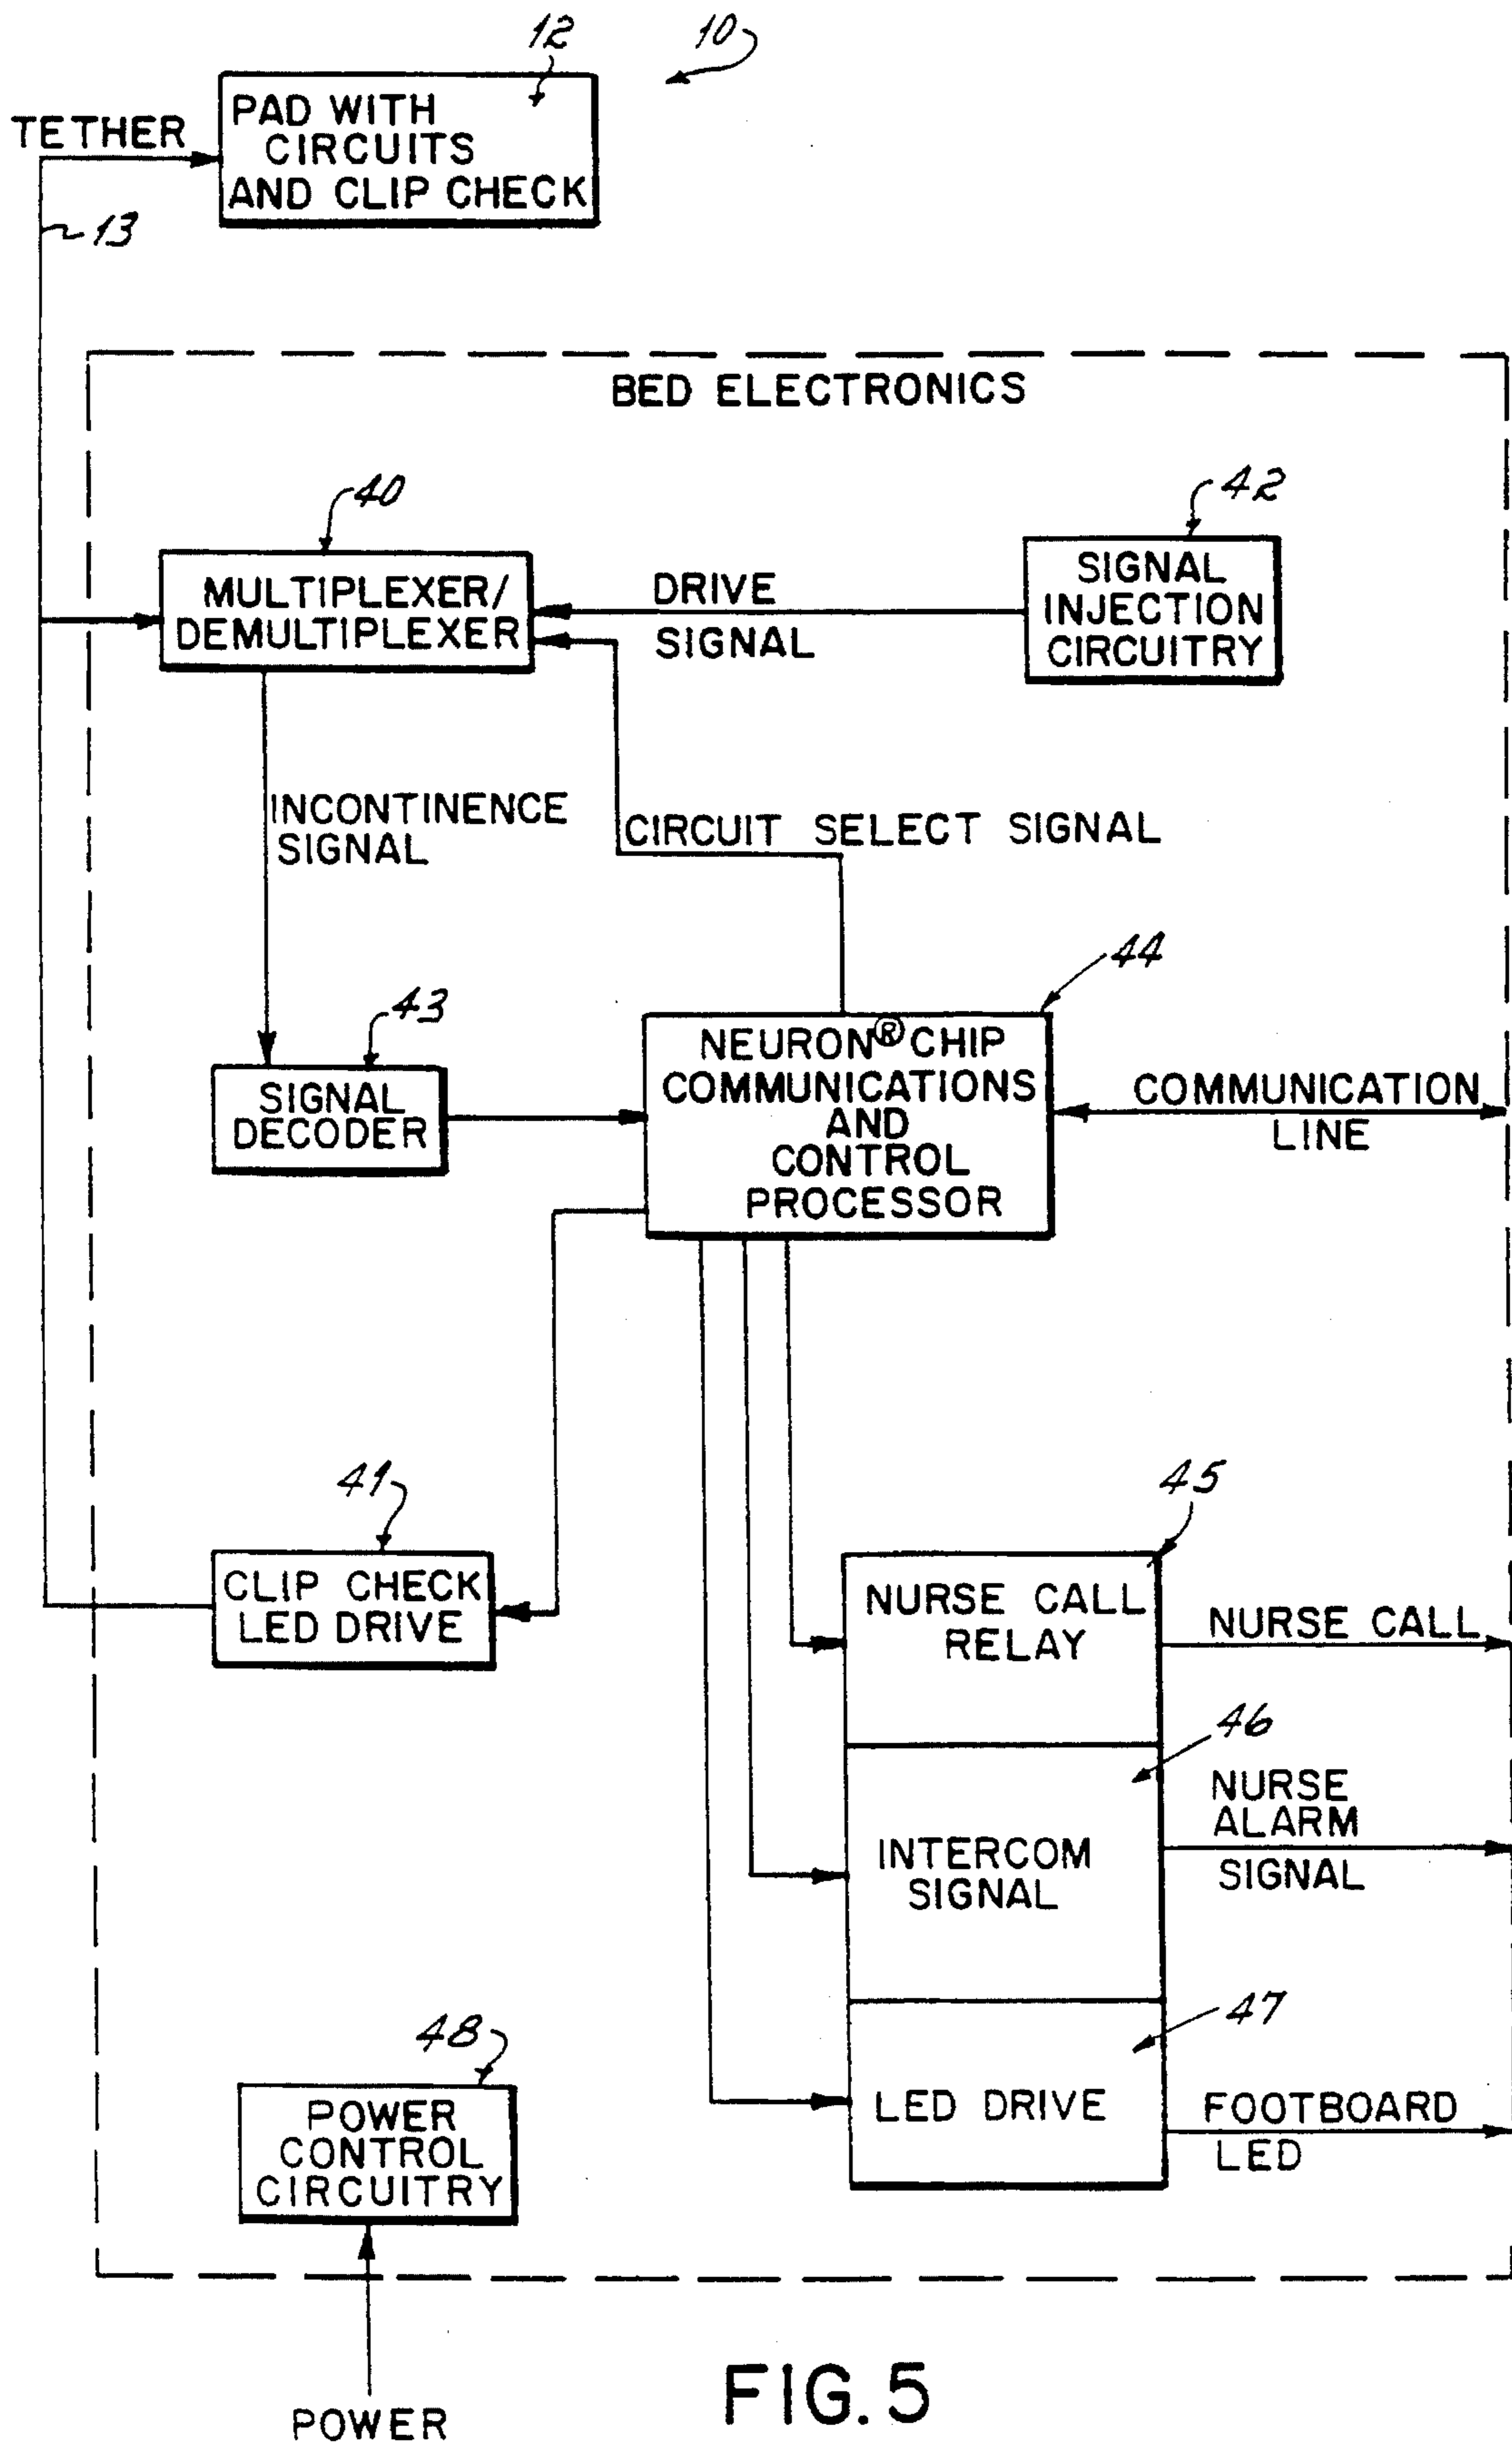 12
10
TETHER
PAD WITH
CIRCUITS
AND CLIP CHECK
13
BED ELECTRONICS
40
42
MULTIPLEXER/
DEMULTIPLEXER
DRIVE
SIGNAL
SIGNAL
INJECTION
CIRCUITRY
INCONTINENCE
SIGNAL
CIRCUIT SELECT SIGNAL
44
43
SIGNAL
DECODER
NEURON® CHIP
COMMUNICATIONS
AND
CONTROL
PROCESSOR
COMMUNICATION
LINE
41
45
CLIP CHECK
LED DRIVE
NURSE CALL
RELAY
NURSE CALL
46
INTERCOM
SIGNAL
NURSE
ALARM
SIGNAL
47
48
LED DRIVE
FOOTBOARD
LED
POWER
CONTROL
CIRCUITRY
POWER
FIG. 5